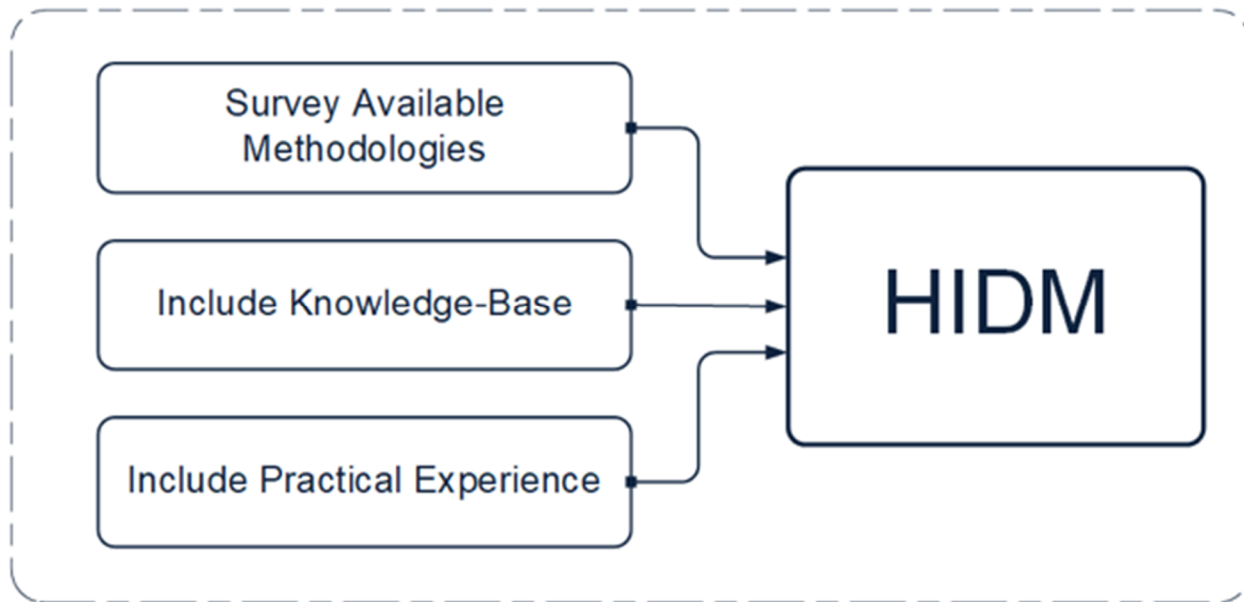 Survey Available
Methodologies
Include Knowledge-Base
Include Practical Experience
HIDM